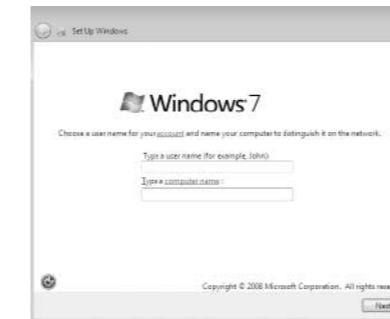 Set Up Windows
Windows 7
Choose a user name for your account and name your computer to distinguish it on the network.
Type a user name (for example, John):
Type a computer name :
Copyright © 2008 Microsoft Corporation. All rights rese
Next